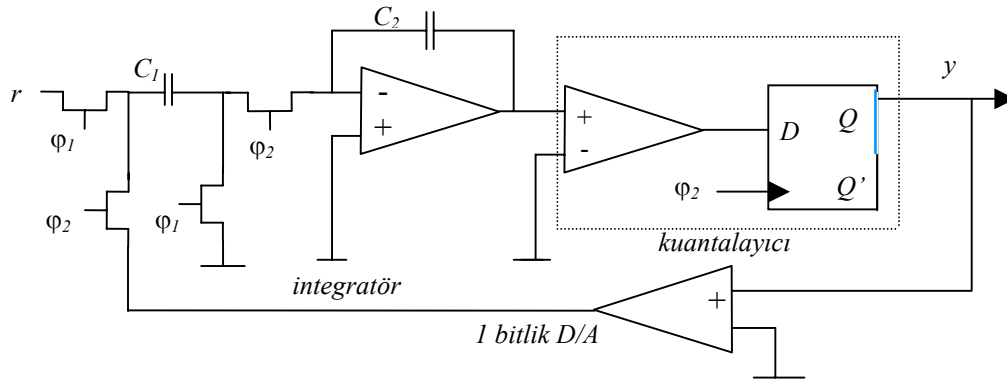 C2
y
C1
r
-
+
+
-
D
Q
Q’
φ1
φ2
φ2
φ2
φ1
kuantalayıcı
integratör
+
1 bitlik D/A